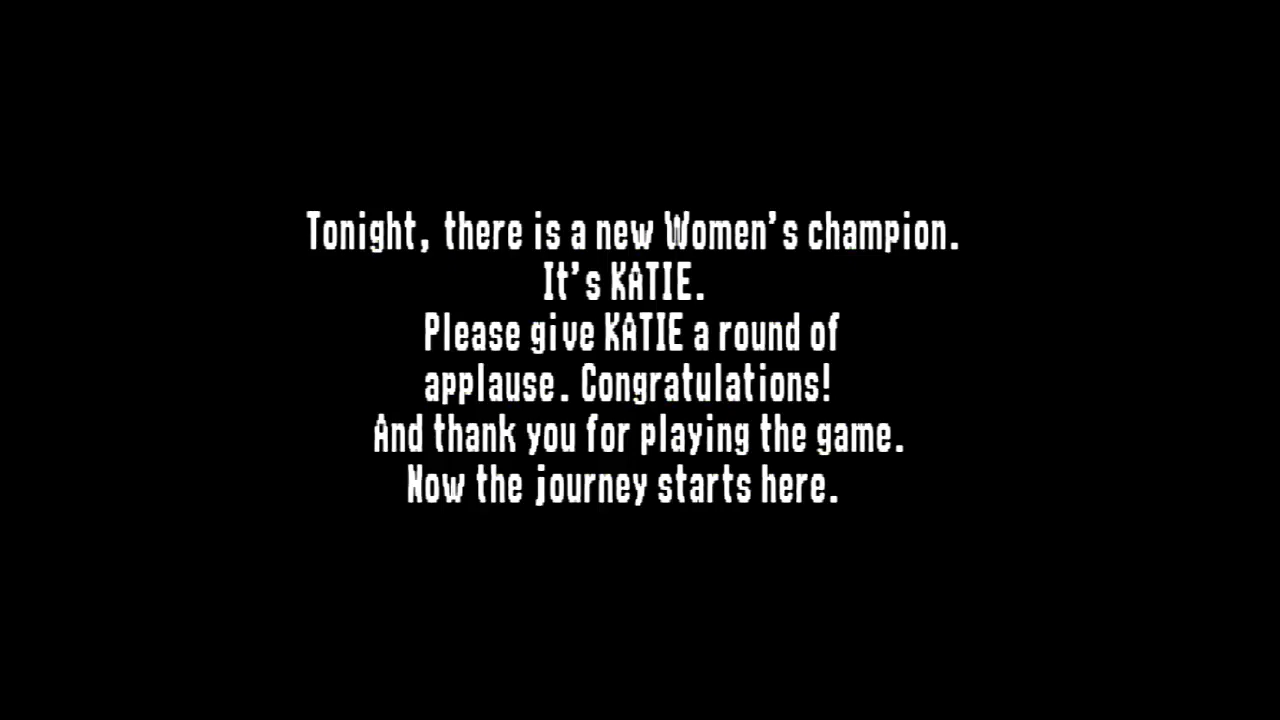 Tonight, there is a new Women's champion.
It's KATIE.
Please give KATIE a round of
applause. Congratulations!
And thank you for playing the game.
Now the journey starts here.